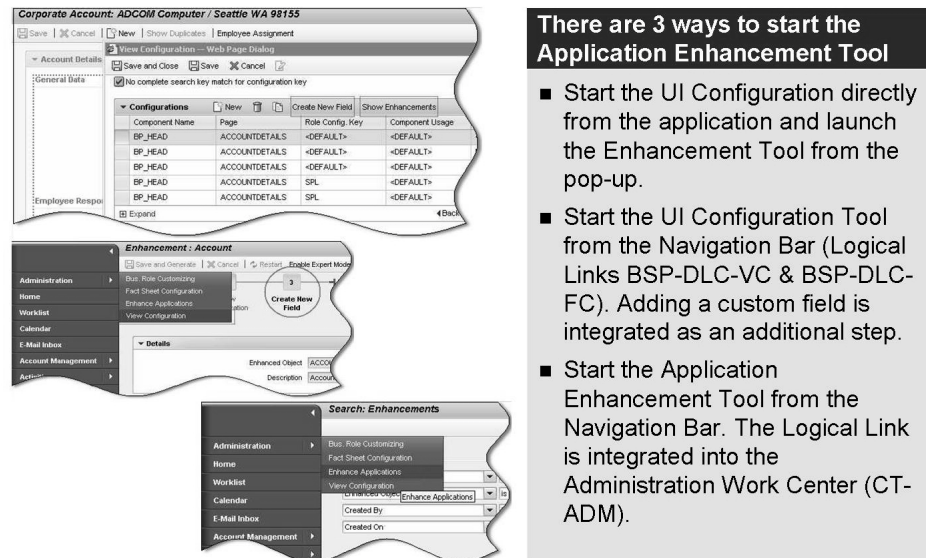 Corporate Account: ADCOM Computer / Seattle WA 98155
Save | Cancel | New | Show Duplicates | Employee Assignment
View Configuration -- Web Page Dialog
Account Details
Save and Close Save Cancel
General Data
No complete search key match for configuration key
Configurations New Create New Field Show Enhancements
Component Name Page Role Config. Key Component Usage
BP_HEAD ACCOUNTDETAILS <DEFAULT> <DEFAULT>
BP_HEAD ACCOUNTDETAILS <DEFAULT> <DEFAULT>
BP_HEAD ACCOUNTDETAILS <DEFAULT> <DEFAULT>
BP_HEAD ACCOUNTDETAILS SPL <DEFAULT>
BP_HEAD ACCOUNTDETAILS SPL <DEFAULT>
Employee Respo
Expand Back
Enhancement : Account
Save and Generate | Cancel | Restart Enable Expert Mode
Administration
Home
Worklist
Calendar
E-Mail Inbox
Account Management
Bus. Role Customizing
Fact Sheet Configuration
Enhance Applications
View Configuration
3
Create New
Field
Details
Enhanced Object ACCOU
Description Accoun
Search: Enhancements
Administration
Home
Worklist
Calendar
E-Mail Inbox
Account Management
Bus. Role Customizing
Fact Sheet Configuration
Enhance Applications
View Configuration
Enhanced Object Enhance Applications is
Created By
Created On
There are 3 ways to start the
Application Enhancement Tool
■ Start the UI Configuration directly
from the application and launch
the Enhancement Tool from the
pop-up.
■ Start the UI Configuration Tool
from the Navigation Bar (Logical
Links BSP-DLC-VC & BSP-DLC-
FC). Adding a custom field is
integrated as an additional step.
■ Start the Application
Enhancement Tool from the
Navigation Bar. The Logical Link
is integrated into the
Administration Work Center (CT-
ADM).